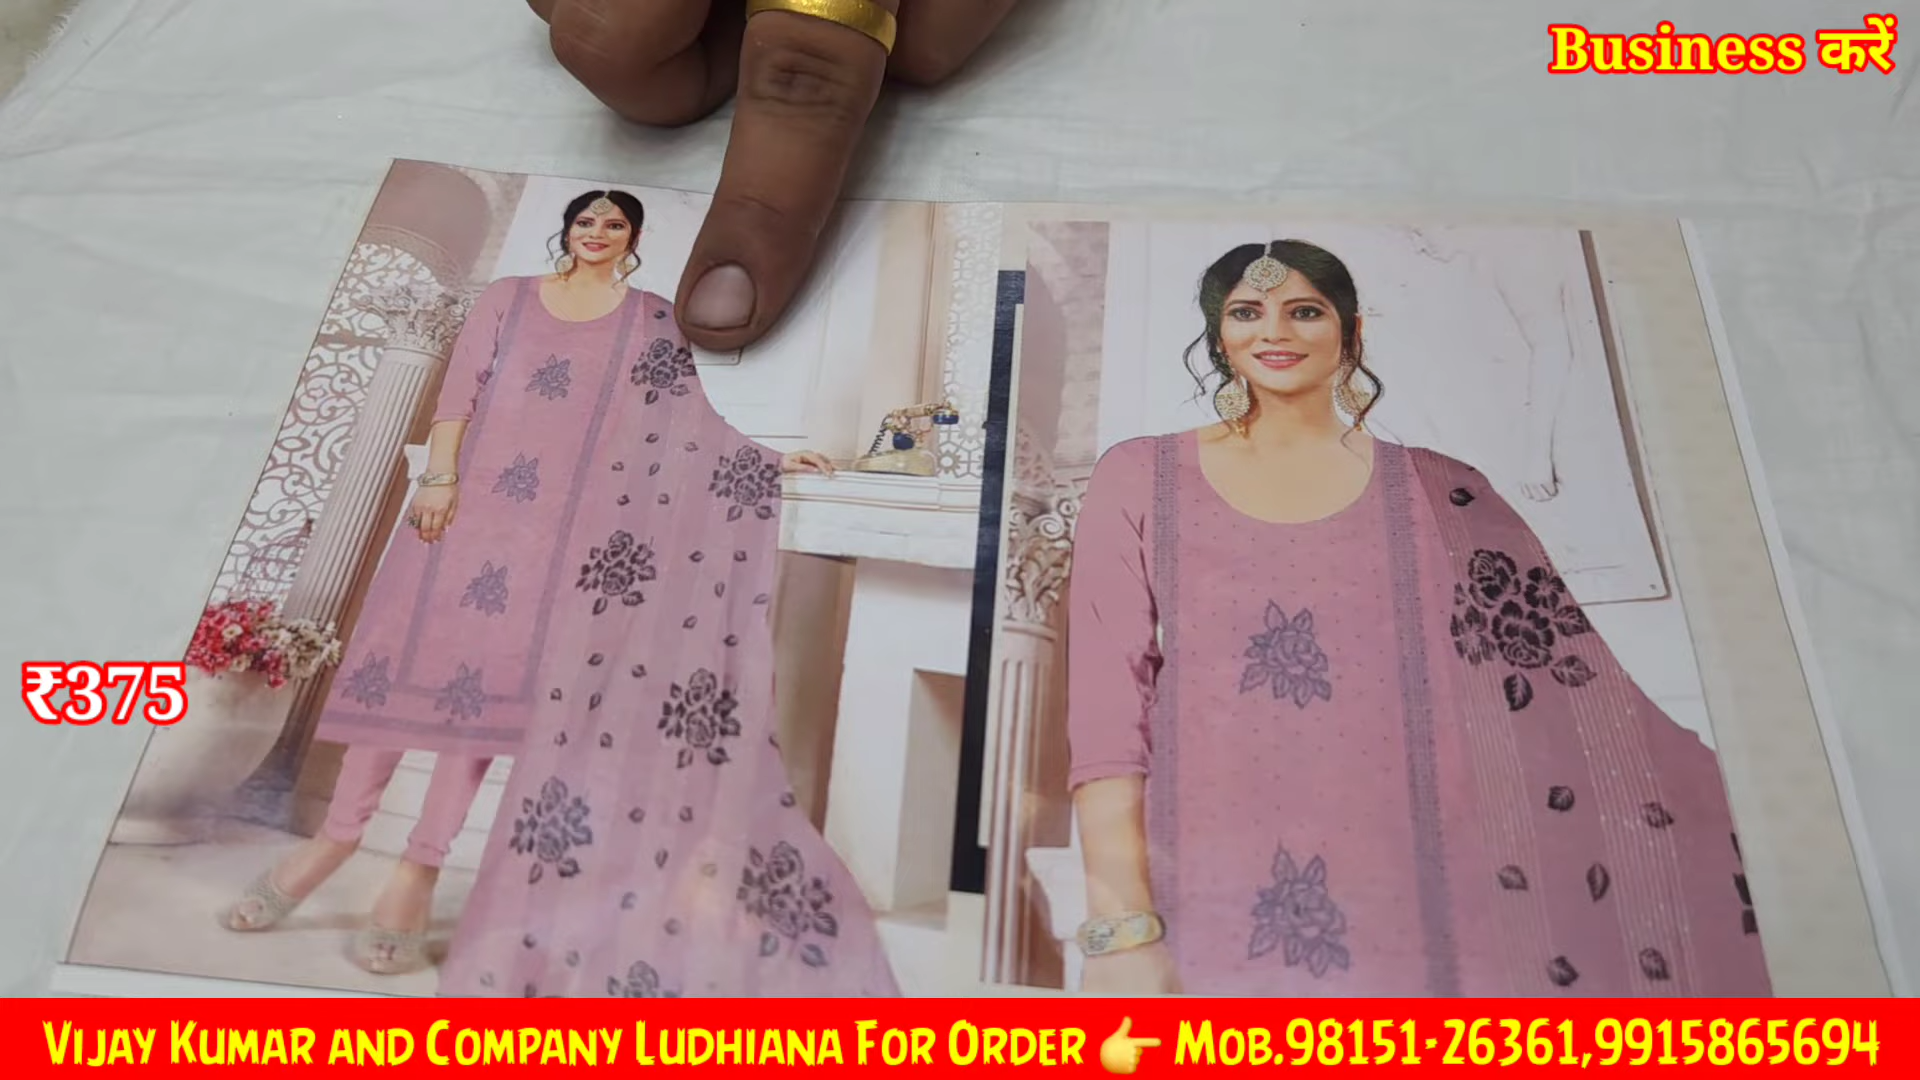 Business करें
₹375
Vijay Kumar and Company Ludhiana For Order 👉 Mob.98151-26361,9915865694